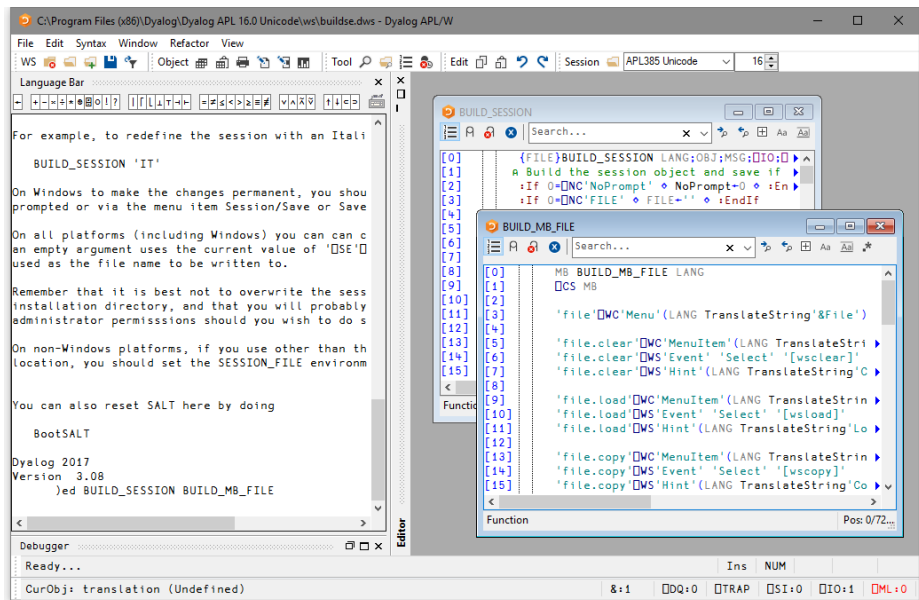 C:\Program Files (x86)\Dyalog\Dyalog APL 16.0 Unicode\ws\buildse.dws - Dyalog APL/W
File Edit Syntax Window Refactor View
WS Object Tool Edit Session APL385 Unicode 16
Language Bar
← + - × ÷ * ⍟ ⌹ ○ ! ? | ⌈ ⌊ ⊥ ⊤ ⊣ ⊢ = ≠ ≤ < > ≥ ≡ ≢ ∨ ∧ ⍲ ⍱ ↑ ↓ ⊂ ⊃
For example, to redefine the session with an Itali
BUILD_SESSION 'IT'
On Windows to make the changes permanent, you shou
prompted or via the menu item Session/Save or Save
On all platforms (including Windows) you can can c
an empty argument uses the current value of '⎕SE'⎕
used as the file name to be written to.
Remember that it is best not to overwrite the sess
installation directory, and that you will probably
administrator permisssions should you wish to do s
On non-Windows platforms, if you use other than th
location, you should set the SESSION_FILE environm
You can also reset SALT here by doing
BootSALT
Dyalog 2017
Version 3.08
)ed BUILD_SESSION BUILD_MB_FILE
Editor
BUILD_SESSION
Search...
Aa Aa
[0] {FILE}BUILD_SESSION LANG;OBJ;MSG;⎕IO;⎕
[1] ⍝ Build the session object and save if
[2] :If 0=⎕NC'NoPrompt' ⋄ NoPrompt←0 ⋄ :En
[3] :If 0=⎕NC'FILE' ⋄ FILE←'' ⋄ :EndIf
[4]
[5]
[6]
[7]
[8]
[9]
[10]
[11]
[12]
[13]
[14]
[15]
Functio
BUILD_MB_FILE
Search...
Aa Aa .*
[0] MB BUILD_MB_FILE LANG
[1] ⎕CS MB
[2]
[3] 'file'⎕WC'Menu'(LANG TranslateString'&File')
[4]
[5] 'file.clear'⎕WC'MenuItem'(LANG TranslateStri
[6] 'file.clear'⎕WS'Event' 'Select' '[wsclear]'
[7] 'file.clear'⎕WS'Hint'(LANG TranslateString'C
[8]
[9] 'file.load'⎕WC'MenuItem'(LANG TranslateStrin
[10] 'file.load'⎕WS'Event' 'Select' '[wsload]'
[11] 'file.load'⎕WS'Hint'(LANG TranslateString'Lo
[12]
[13] 'file.copy'⎕WC'MenuItem'(LANG TranslateStrin
[14] 'file.copy'⎕WS'Event' 'Select' '[wscopy]'
[15] 'file.copy'⎕WS'Hint'(LANG TranslateString'Co
Function Pos: 0/72...
Debugger
Ready... Ins NUM
CurObj: translation (Undefined) &:1 ⎕DQ:0 ⎕TRAP ⎕SI:0 ⎕IO:1 ⎕ML:0